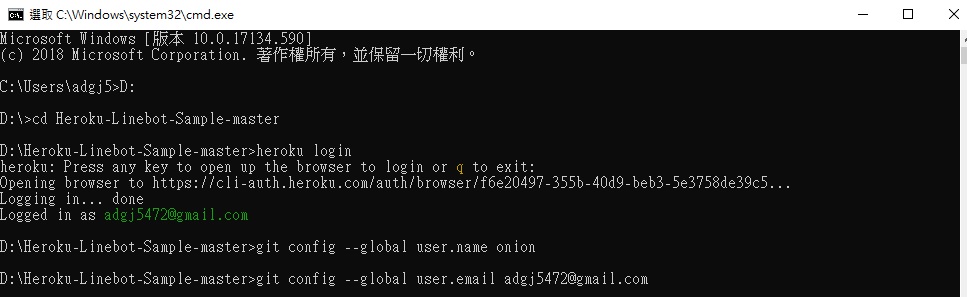 選取 C:\Windows\system32\cmd.exe
Microsoft Windows [版本 10.0.17134.590]
(c) 2018 Microsoft Corporation. 著作權所有，並保留一切權利。
C:\Users\adgj5>D:
D:\>cd Heroku-Linebot-Sample-master
D:\Heroku-Linebot-Sample-master>heroku login
heroku: Press any key to open up the browser to login or q to exit:
Opening browser to https://cli-auth.heroku.com/auth/browser/f6e20497-355b-40d9-beb3-5e3758de39c5...
Logging in... done
Logged in as adgj5472@gmail.com
D:\Heroku-Linebot-Sample-master>git config --global user.name onion
D:\Heroku-Linebot-Sample-master>git config --global user.email adgj5472@gmail.com